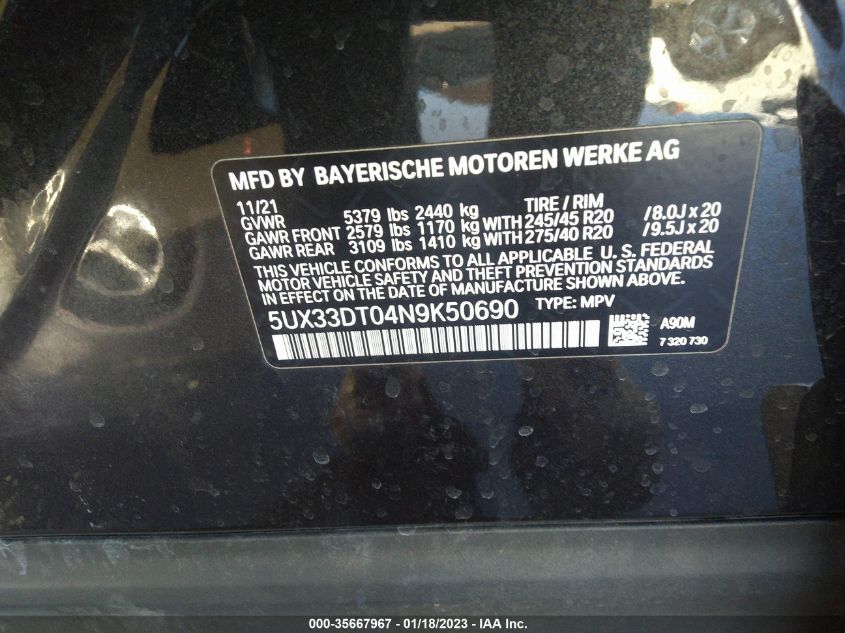 MFD BY BAYERISCHE MOTOREN WERKE AG
11/21 TIRE / RIM
GVWR 5379 lbs 2440 kg
GAWR FRONT 2579 lbs 1170 kg WITH 245/45 R20 /8.0J x 20
GAWR REAR 3109 lbs 1410 kg WITH 275/40 R20 /9.5J x 20
THIS VEHICLE CONFORMS TO ALL APPLICABLE U. S. FEDERAL
MOTOR VEHICLE SAFETY AND THEFT PREVENTION STANDARDS
IN EFFECT ON THE DATE OF MANUFACTURE SHOWN ABOVE.
5UX33DT04N9K50690 TYPE: MPV
A90M
7 320 730
000-35667967 - 01/18/2023 - IAA Inc.